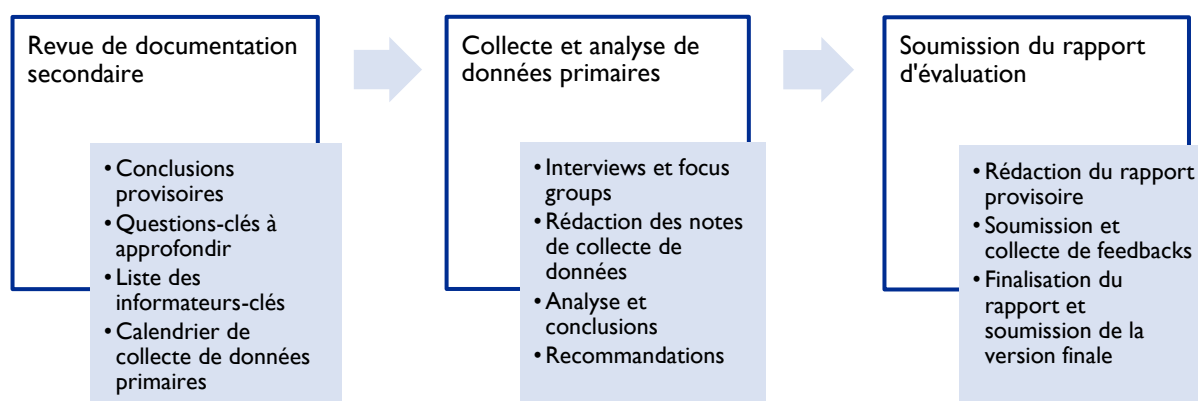 Revue de documentation
secondaire
• Conclusions
provisoires
• Questions-clés à
approfondir
• Liste des
informateurs-clés
• Calendrier de
collecte de données
primaires
Collecte et analyse de
données primaires
• Interviews et focus
groups
• Rédaction des notes
de collecte de
données
• Analyse et
conclusions
• Recommandations
Soumission du rapport
d'évaluation
• Rédaction du rapport
provisoire
• Soumission et
collecte de feedbacks
• Finalisation du
rapport et
soumission de la
version finale